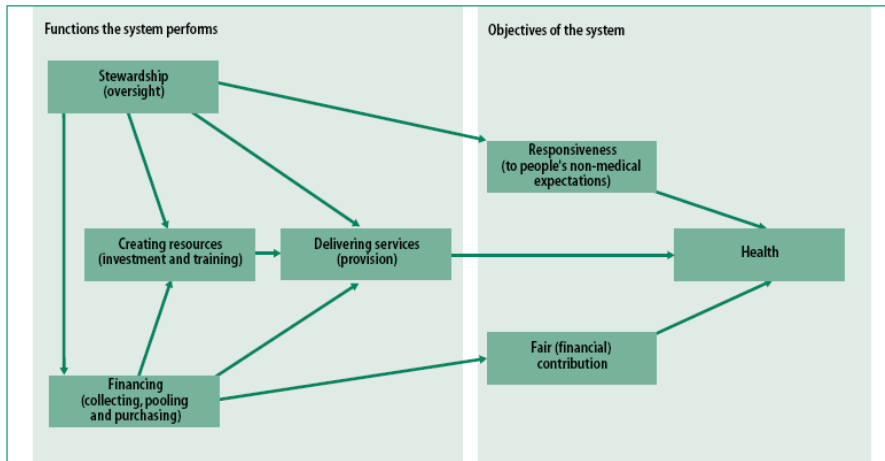 Functions the system performs
Objectives of the system
Stewardship
(oversight)
Responsiveness
(to people's non-medical
expectations)
Creating resources
(investment and training)
Delivering services
(provision)
Health
Fair (financial)
contribution
Financing
(collecting, pooling
and purchasing)